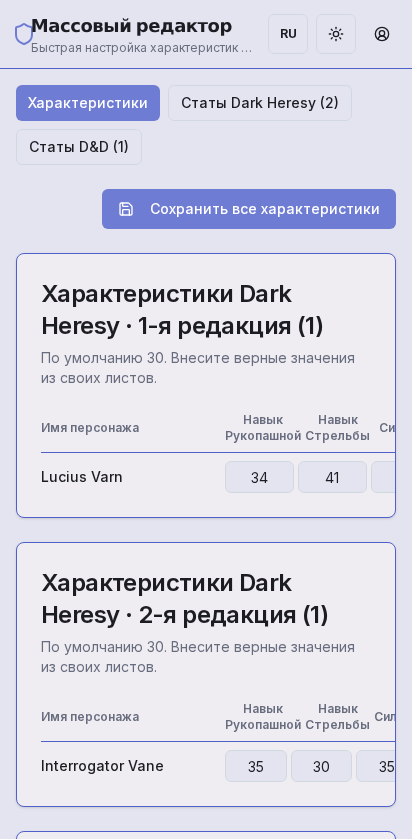 Массовый редактор
Быстрая настройка характеристик ...
RU
Характеристики
Статы Dark Heresy (2)
Статы D&D (1)
Сохранить все характеристики
Характеристики Dark
Heresy · 1-я редакция (1)
По умолчанию 30. Внесите верные значения
из своих листов.
Имя персонажа
Навык
Рукопашной
Навык
Стрельбы
Си
Lucius Varn
34
41
Характеристики Dark
Heresy · 2-я редакция (1)
По умолчанию 30. Внесите верные значения
из своих листов.
Имя персонажа
Навык
Рукопашной
Навык
Стрельбы
Сил
Interrogator Vane
35
30
35